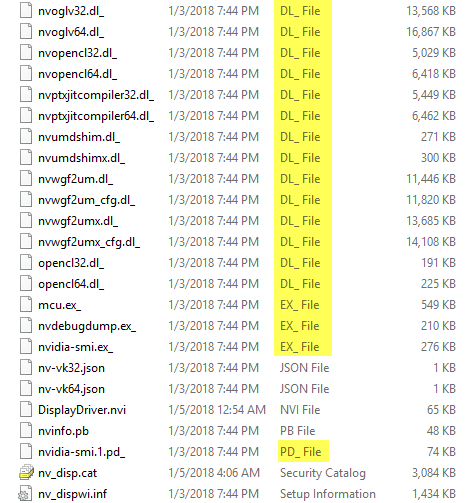 nvoglv32.dl_ 1/3/2018 7:44 PM DL_ File 13,568 KB
nvoglv64.dl_ 1/3/2018 7:44 PM DL_ File 16,867 KB
nvopencl32.dl_ 1/3/2018 7:44 PM DL_ File 5,029 KB
nvopencl64.dl_ 1/3/2018 7:44 PM DL_ File 6,418 KB
nvptxjitcompiler32.dl_ 1/3/2018 7:44 PM DL_ File 5,449 KB
nvptxjitcompiler64.dl_ 1/3/2018 7:44 PM DL_ File 6,462 KB
nvumdshim.dl_ 1/3/2018 7:44 PM DL_ File 271 KB
nvumdshimx.dl_ 1/3/2018 7:44 PM DL_ File 300 KB
nvwgf2um.dl_ 1/3/2018 7:44 PM DL_ File 11,446 KB
nvwgf2um_cfg.dl_ 1/3/2018 7:44 PM DL_ File 11,820 KB
nvwgf2umx.dl_ 1/3/2018 7:44 PM DL_ File 13,685 KB
nvwgf2umx_cfg.dl_ 1/3/2018 7:44 PM DL_ File 14,108 KB
opencl32.dl_ 1/3/2018 7:44 PM DL_ File 191 KB
opencl64.dl_ 1/3/2018 7:44 PM DL_ File 225 KB
mcu.ex_ 1/3/2018 7:44 PM EX_ File 549 KB
nvdebugdump.ex_ 1/3/2018 7:44 PM EX_ File 210 KB
nvidia-smi.ex_ 1/3/2018 7:44 PM EX_ File 276 KB
nv-vk32.json 1/3/2018 7:44 PM JSON File 1 KB
nv-vk64.json 1/3/2018 7:44 PM JSON File 1 KB
DisplayDriver.nvi 1/5/2018 12:54 AM NVI File 65 KB
nvinfo.pb 1/3/2018 7:44 PM PB File 48 KB
nvidia-smi.1.pd_ 1/3/2018 7:44 PM PD_ File 74 KB
nv_disp.cat 1/5/2018 4:06 AM Security Catalog 3,084 KB
nv_dispwi.inf 1/3/2018 7:44 PM Setup Information 1,434 KB